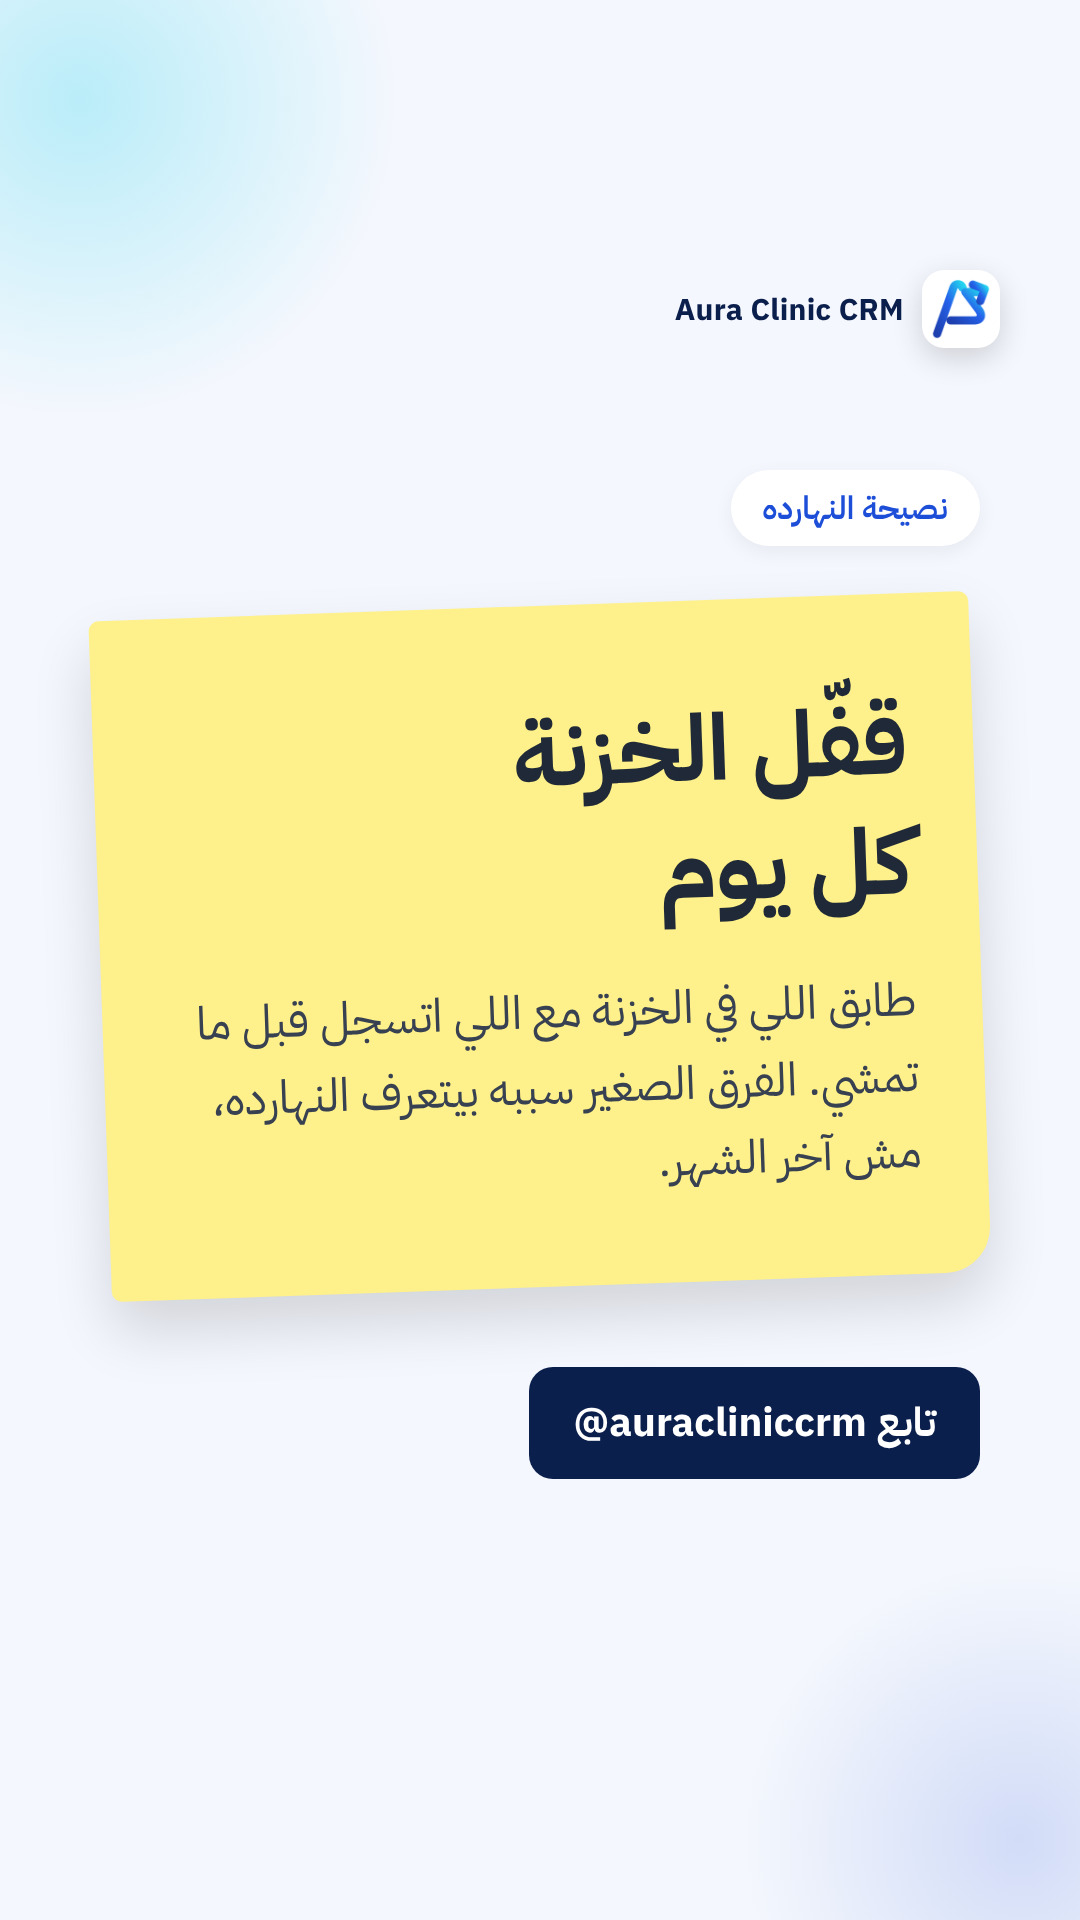 Aura Clinic CRM
نصيحة النهارده
قفّل الخزنة
كل يوم
طابق اللي في الخزنة مع اللي اتسجل قبل ما
تمشي. الفرق الصغير سببه بيتعرف النهارده،
مش آخر الشهر.
تابع @auracliniccrm